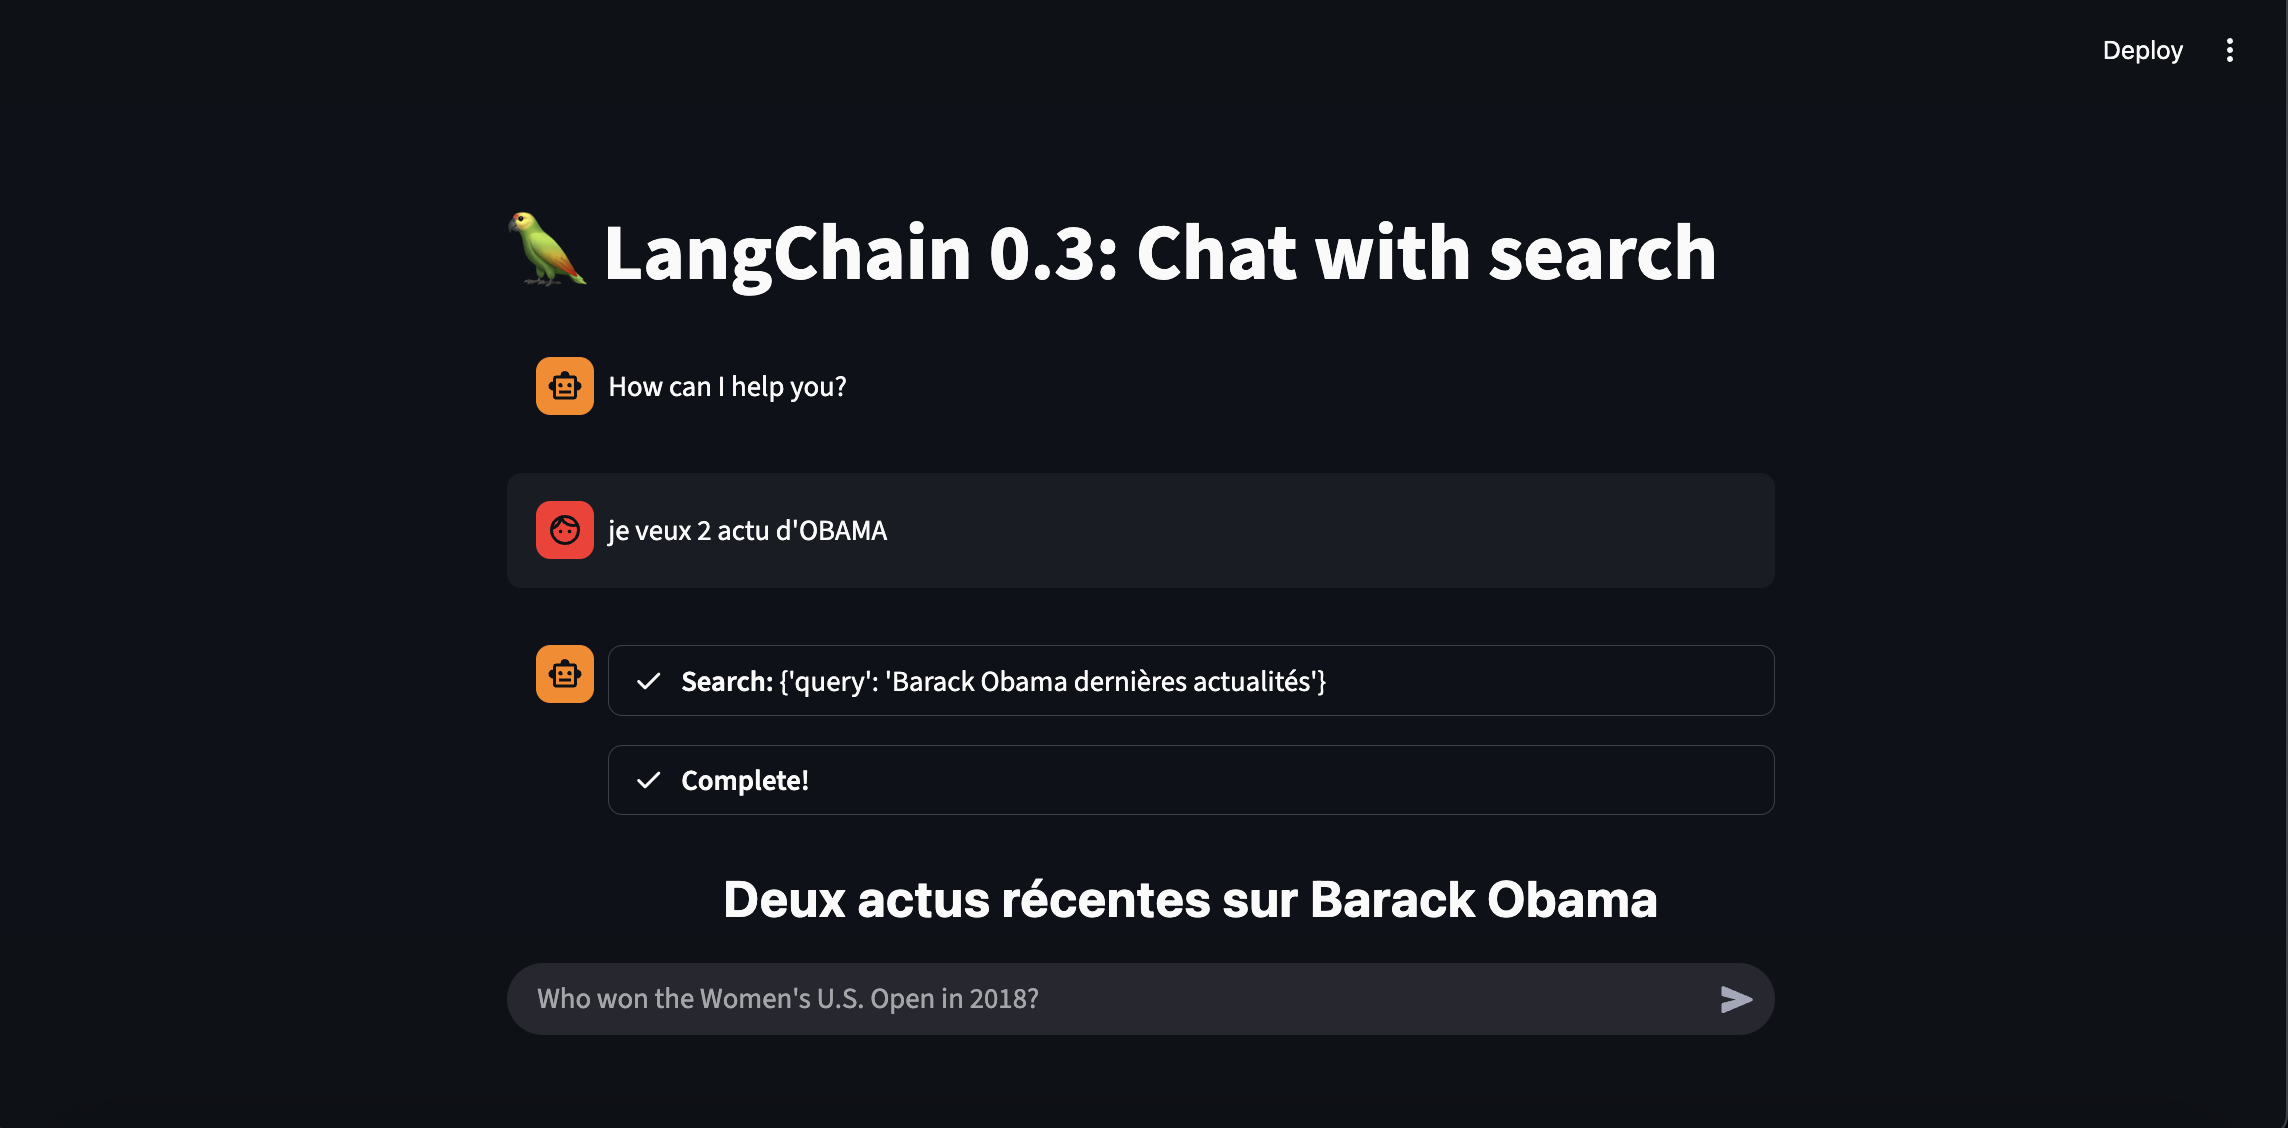 Deploy
LangChain 0.3: Chat with search
How can I help you?
je veux 2 actu d'OBAMA
Search: {'query': 'Barack Obama dernières actualités'}
Complete!
Deux actus récentes sur Barack Obama
Who won the Women's U.S. Open in 2018?